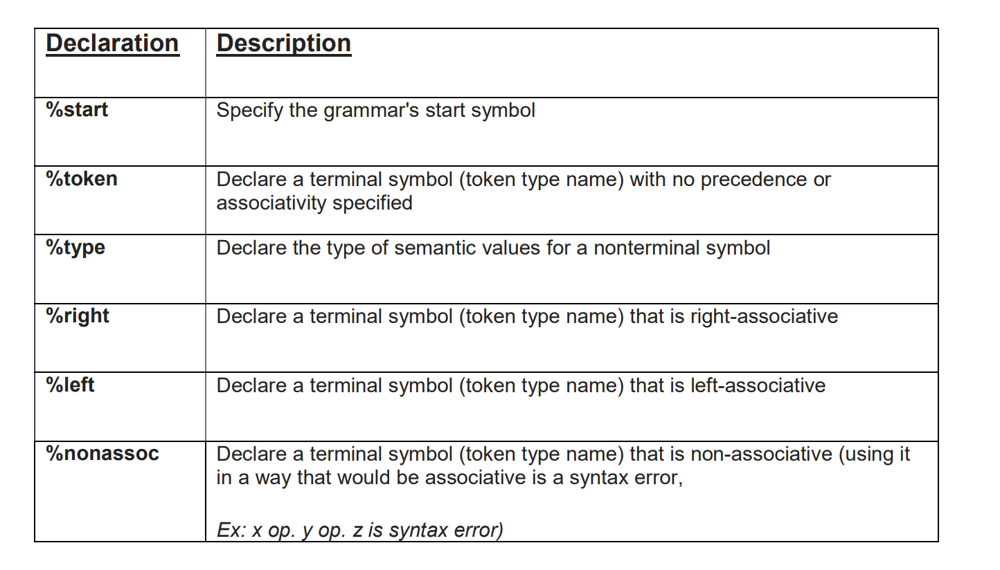 Declaration Description
%start Specify the grammar's start symbol
%token Declare a terminal symbol (token type name) with no precedence or
associativity specified
%type Declare the type of semantic values for a nonterminal symbol
%right Declare a terminal symbol (token type name) that is right-associative
%left Declare a terminal symbol (token type name) that is left-associative
%nonassoc Declare a terminal symbol (token type name) that is non-associative (using it
in a way that would be associative is a syntax error,
Ex: x op. y op. z is syntax error)